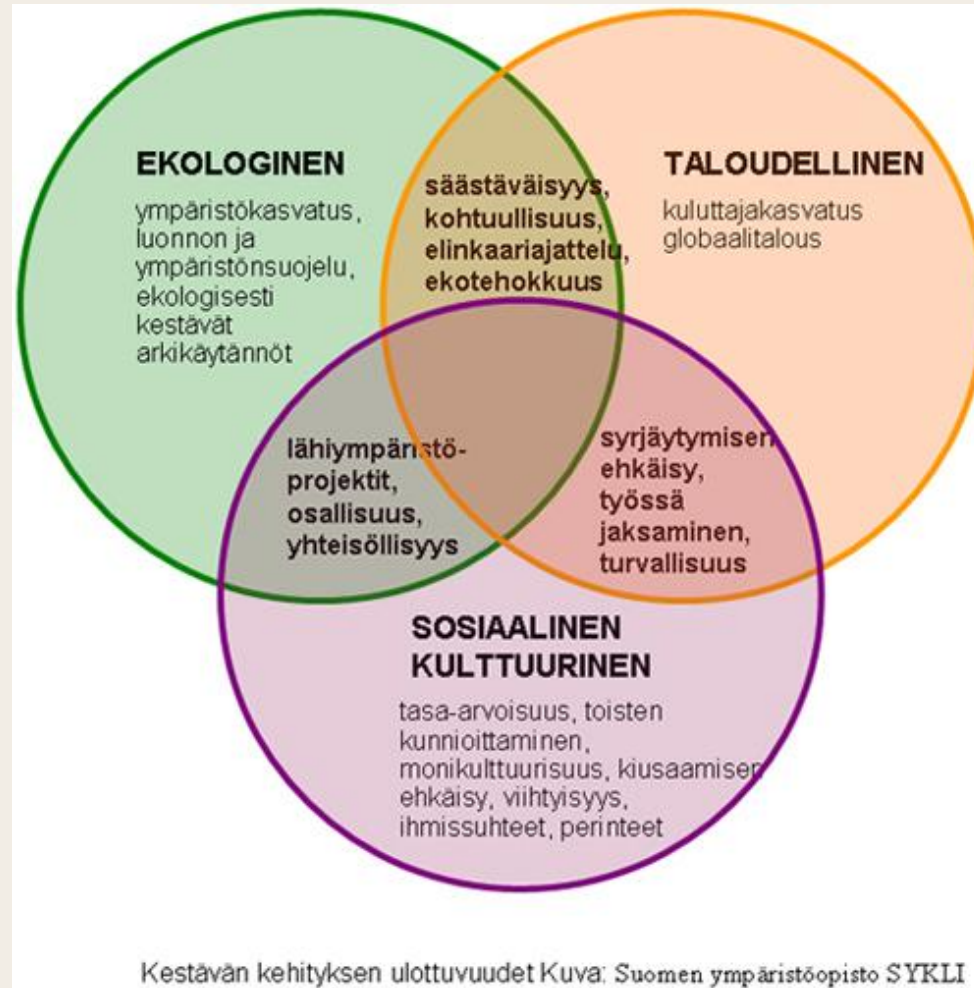 EKOLOGINEN
ympäristökasvatus,
luonnon ja
ympäristönsuojelu,
ekologisesti
kestävät
arkikäytännöt
säästäväisyys,
kohtuullisuus,
elinkaariajattelu,
ekotehokkuus
TALOUDELLINEN
kuluttajakasvatus
globaalitalous
lähiympäristö-
projektit,
osallisuus,
yhteisöllisyys
syrjäytymisen
ehkäisy,
työssä
jaksaminen,
turvallisuus
SOSIAALINEN
KULTTUURINEN
tasa-arvoisuus, toisten
kunnioittaminen,
monikulttuurisuus, kiusaamisen
ehkäisy, viihtyisyys,
ihmissuhteet, perinteet
Kestävän kehityksen ulottuvuudet Kuva: Suomen ympäristöopisto SYKLI